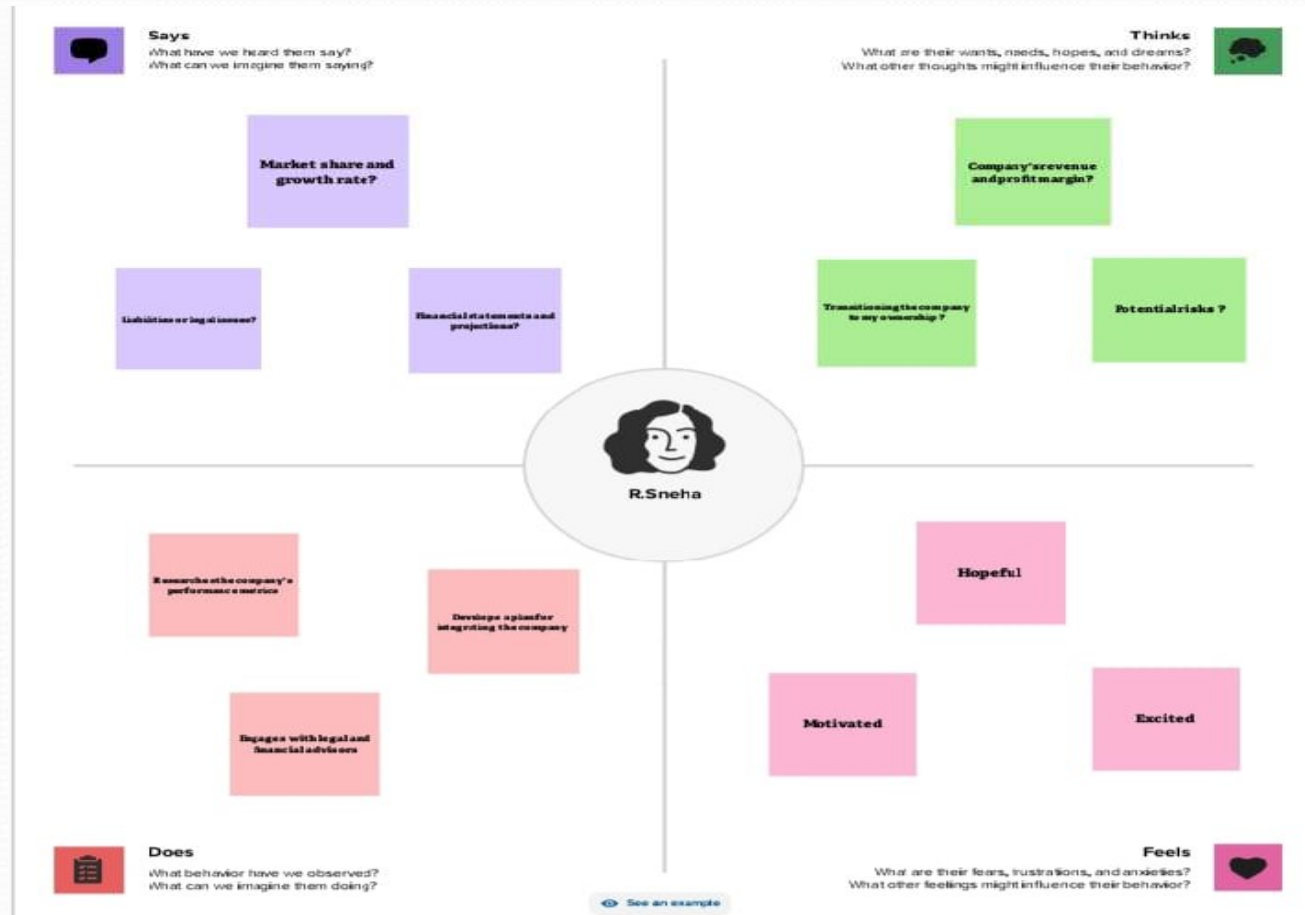 Says
What have we heard them say?
What can we imagine them saying?
Thinks
What are their wants, needs, hopes, and dreams?
What other thoughts might influence their behavior?
Market share and
growth rate?
Liabilities or legal issues?
Financial statements and
projections?
Company's revenue
and profit margin?
Transitioning the company
to my ownership ?
Potential risks ?
R.Sneha
Researches the company's
performance metrics
Develops a plan for
integrating the company
Engages with legal and
financial advisors
Hopeful
Motivated
Excited
Does
What behavior have we observed?
What can we imagine them doing?
Feels
What are their fears, frustrations, and anxieties?
What other feelings might influence their behavior?
See an example